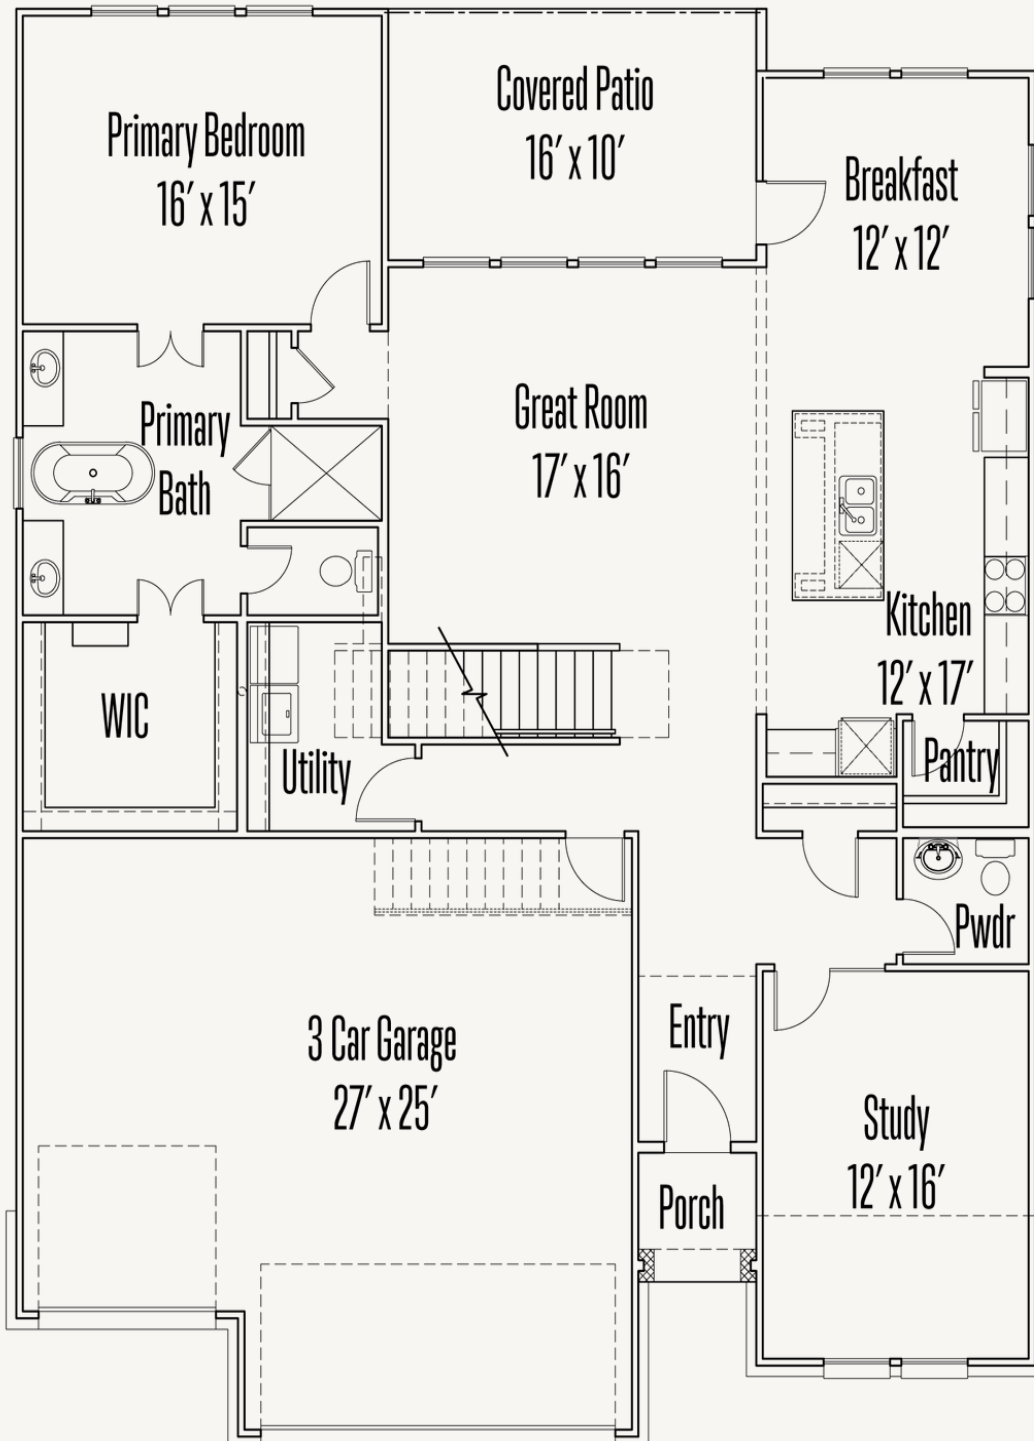 Primary Bedroom
16′ x 15′
Covered Patio
16′ x 10′
Breakfast
12′ x 12′
Great Room
17′ x 16′
Primary
Bath
Kitchen
12′ x 17′
WIC
Utility
Pantry
Pwdr
3 Car Garage
27′ x 25′
Entry
Study
12′ x 16′
Porch